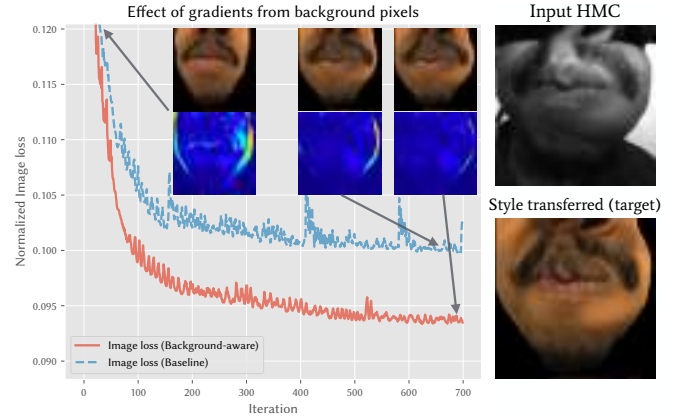 Effect of gradients from background pixels
Input HMC
0.120
0.115
0.110
0.105
0.100
0.095
0.090
Normalized image loss
Style transferred (target)
Image loss (Background-aware)
Image loss (Baseline)
0
100
200
300
400
500
600
700
Iteration